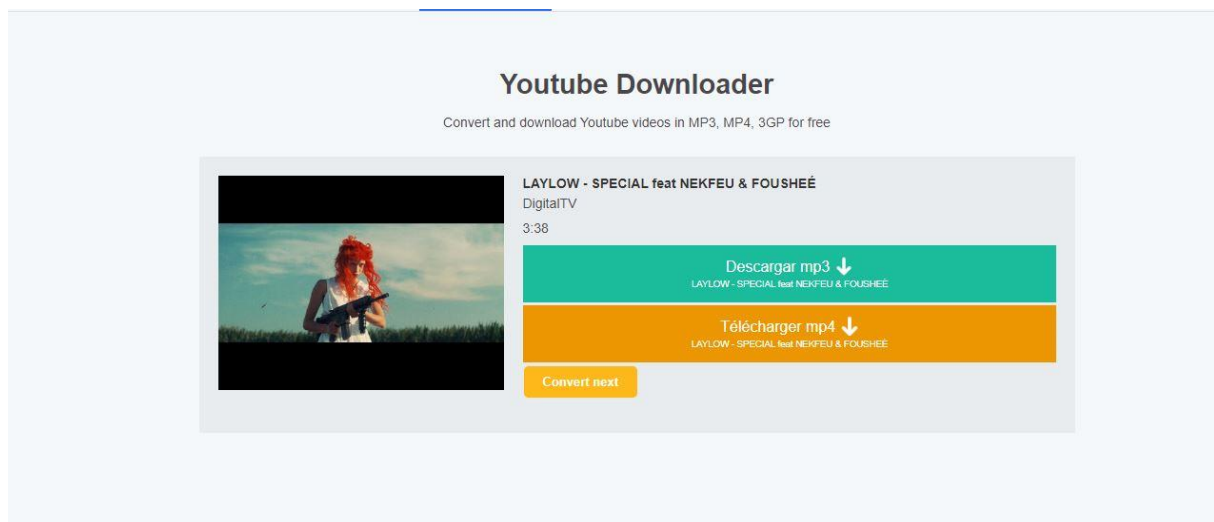 Youtube Downloader
Convert and download Youtube videos in MP3, MP4, 3GP for free
LAYLOW - SPECIAL feat NEKFEU & FOUSHEÉ
DigitalTV
3:38
Descargar mp3
LAYLOW - SPECIAL feat NEKFEU & FOUSHEÉ
Télécharger mp4
LAYLOW - SPECIAL feat NEKFEU & FOUSHEÉ
Convert next